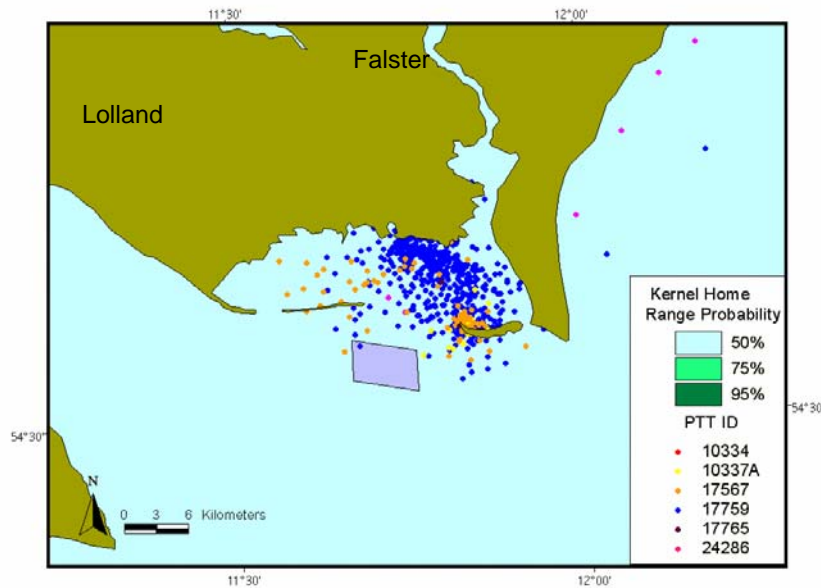 11°30'
12°00'
Falster
Lolland
Kernel Home
Range Probability
50%
75%
95%
PTT ID
10334
10337A
17567
17759
17765
24286
54°30'
54°30'
N
0 3 6 Kilometers
11°30'
12°00'